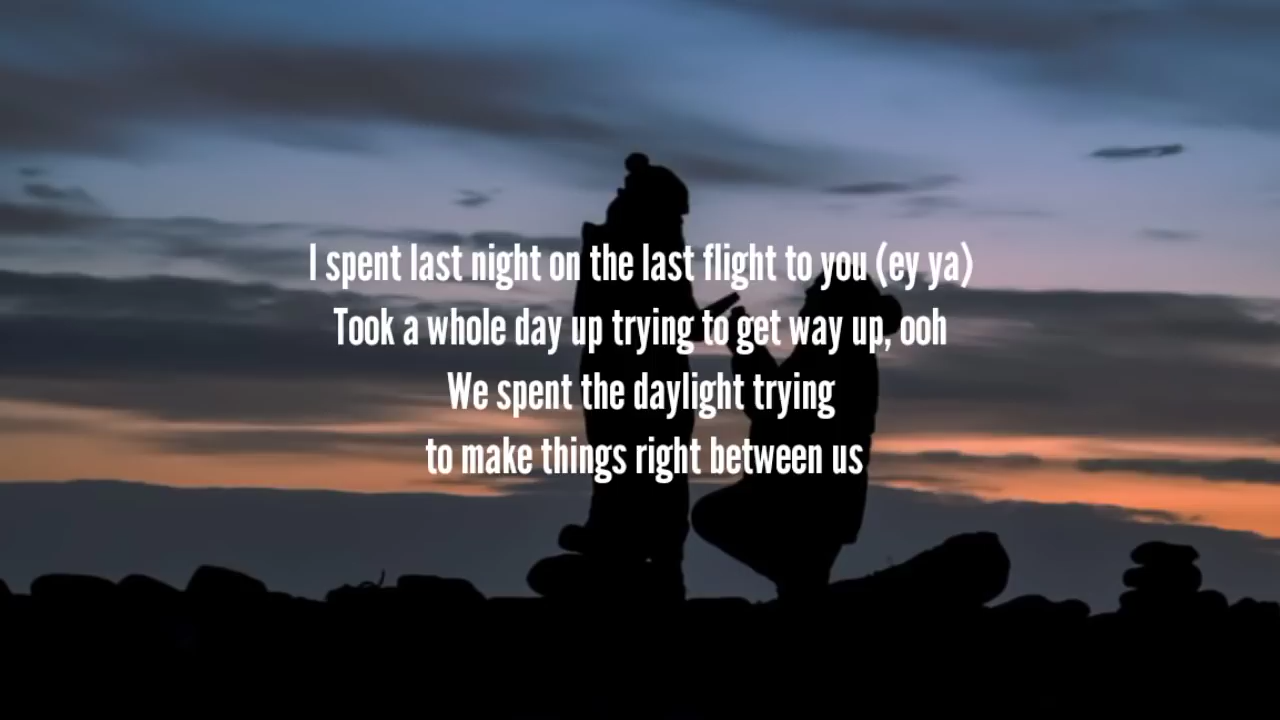 I spent last night on the last flight to you (ey ya)
Took a whole day up trying to get way up, ooh
We spent the daylight trying
to make things right between us